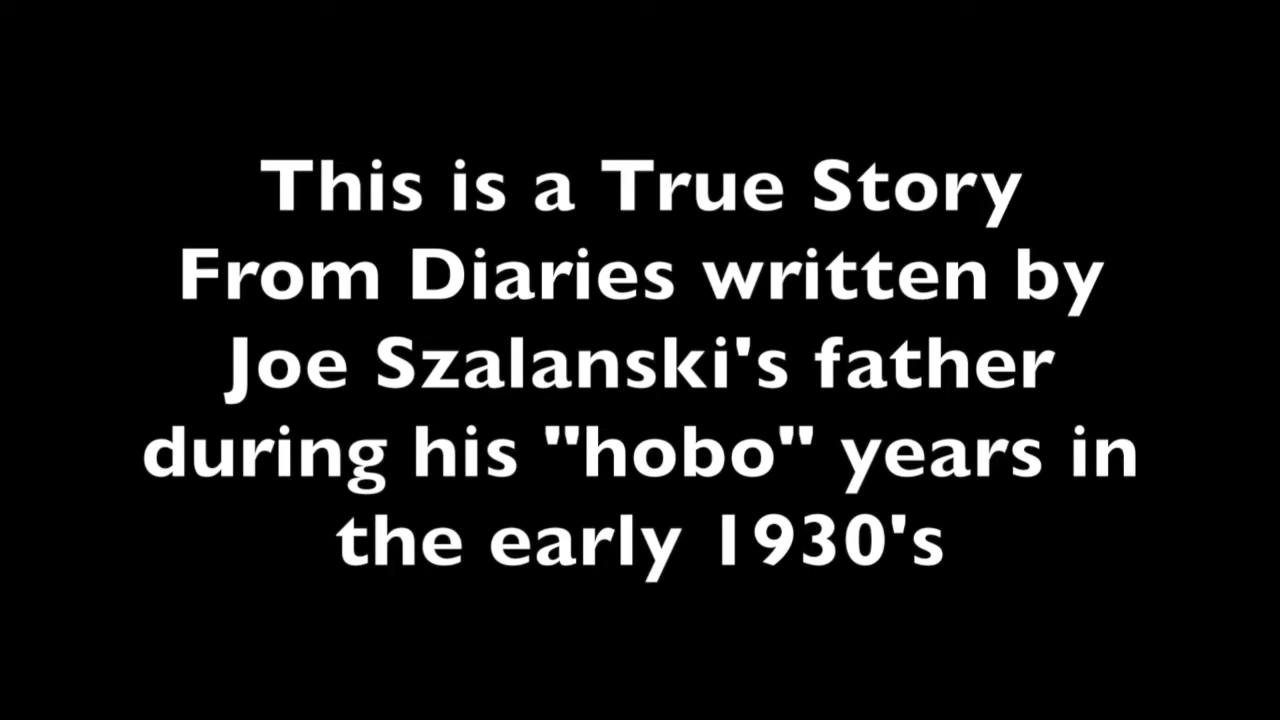 This is a True Story
From Diaries written by
Joe Szalanski's father
during his "hobo" years in
the early 1930's